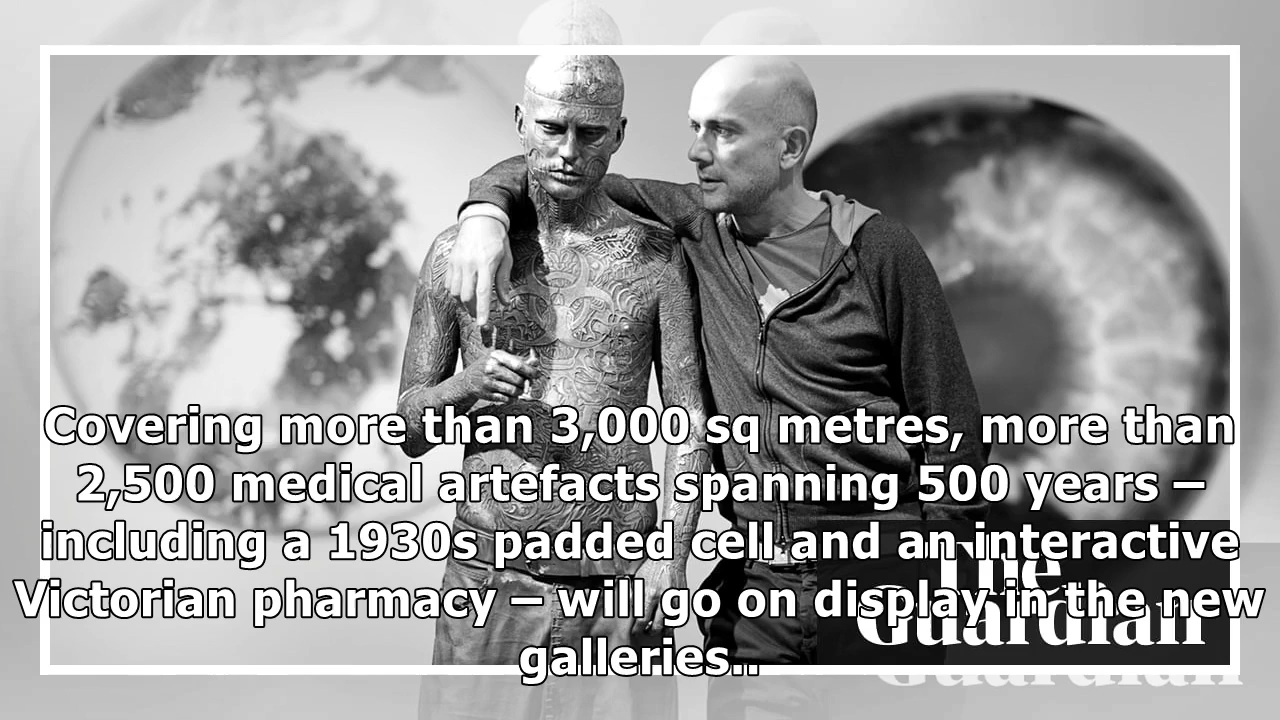 Covering more than 3,000 sq metres, more than
2,500 medical artefacts spanning 500 years –
including a 1930s padded cell and an interactive
Victorian pharmacy – will go on display in the new
galleries..
The
Guardian